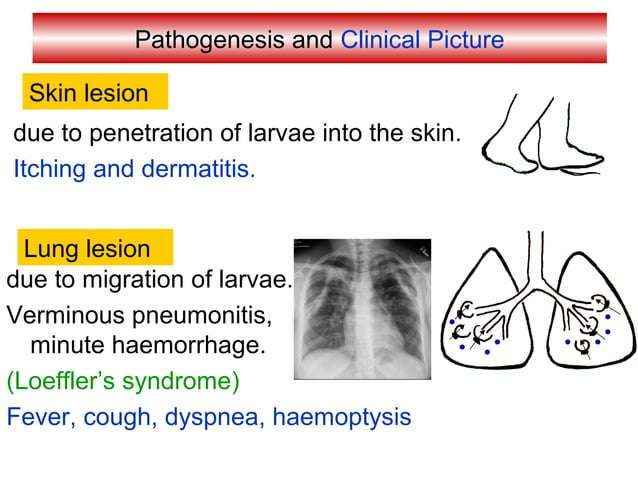 Pathogenesis and Clinical Picture
Skin lesion
due to penetration of larvae into the skin.
Itching and dermatitis.
Lung lesion
due to migration of larvae.
Verminous pneumonitis,
minute haemorrhage.
(Loeffler's syndrome)
Fever, cough, dyspnea, haemoptysis